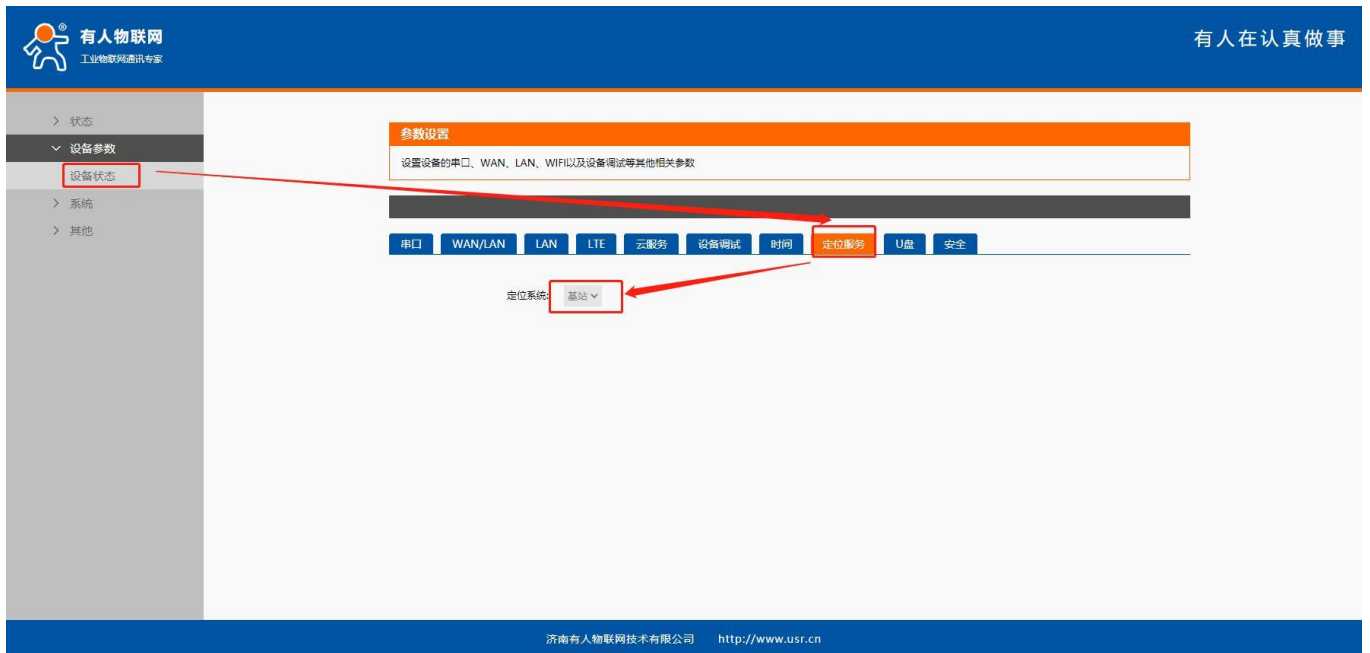 有人物联网
工业物联网通讯专家
有人在认真做事
状态
设备参数
设备状态
系统
其他
参数设置
设置设备的串口、WAN、LAN、WIFI以及设备调试等其他相关参数
串口 WAN/LAN LAN LTE 云服务 设备调试 时间 定位服务 U盘 安全
定位系统: 基站
济南有人物联网技术有限公司 http://www.usr.cn